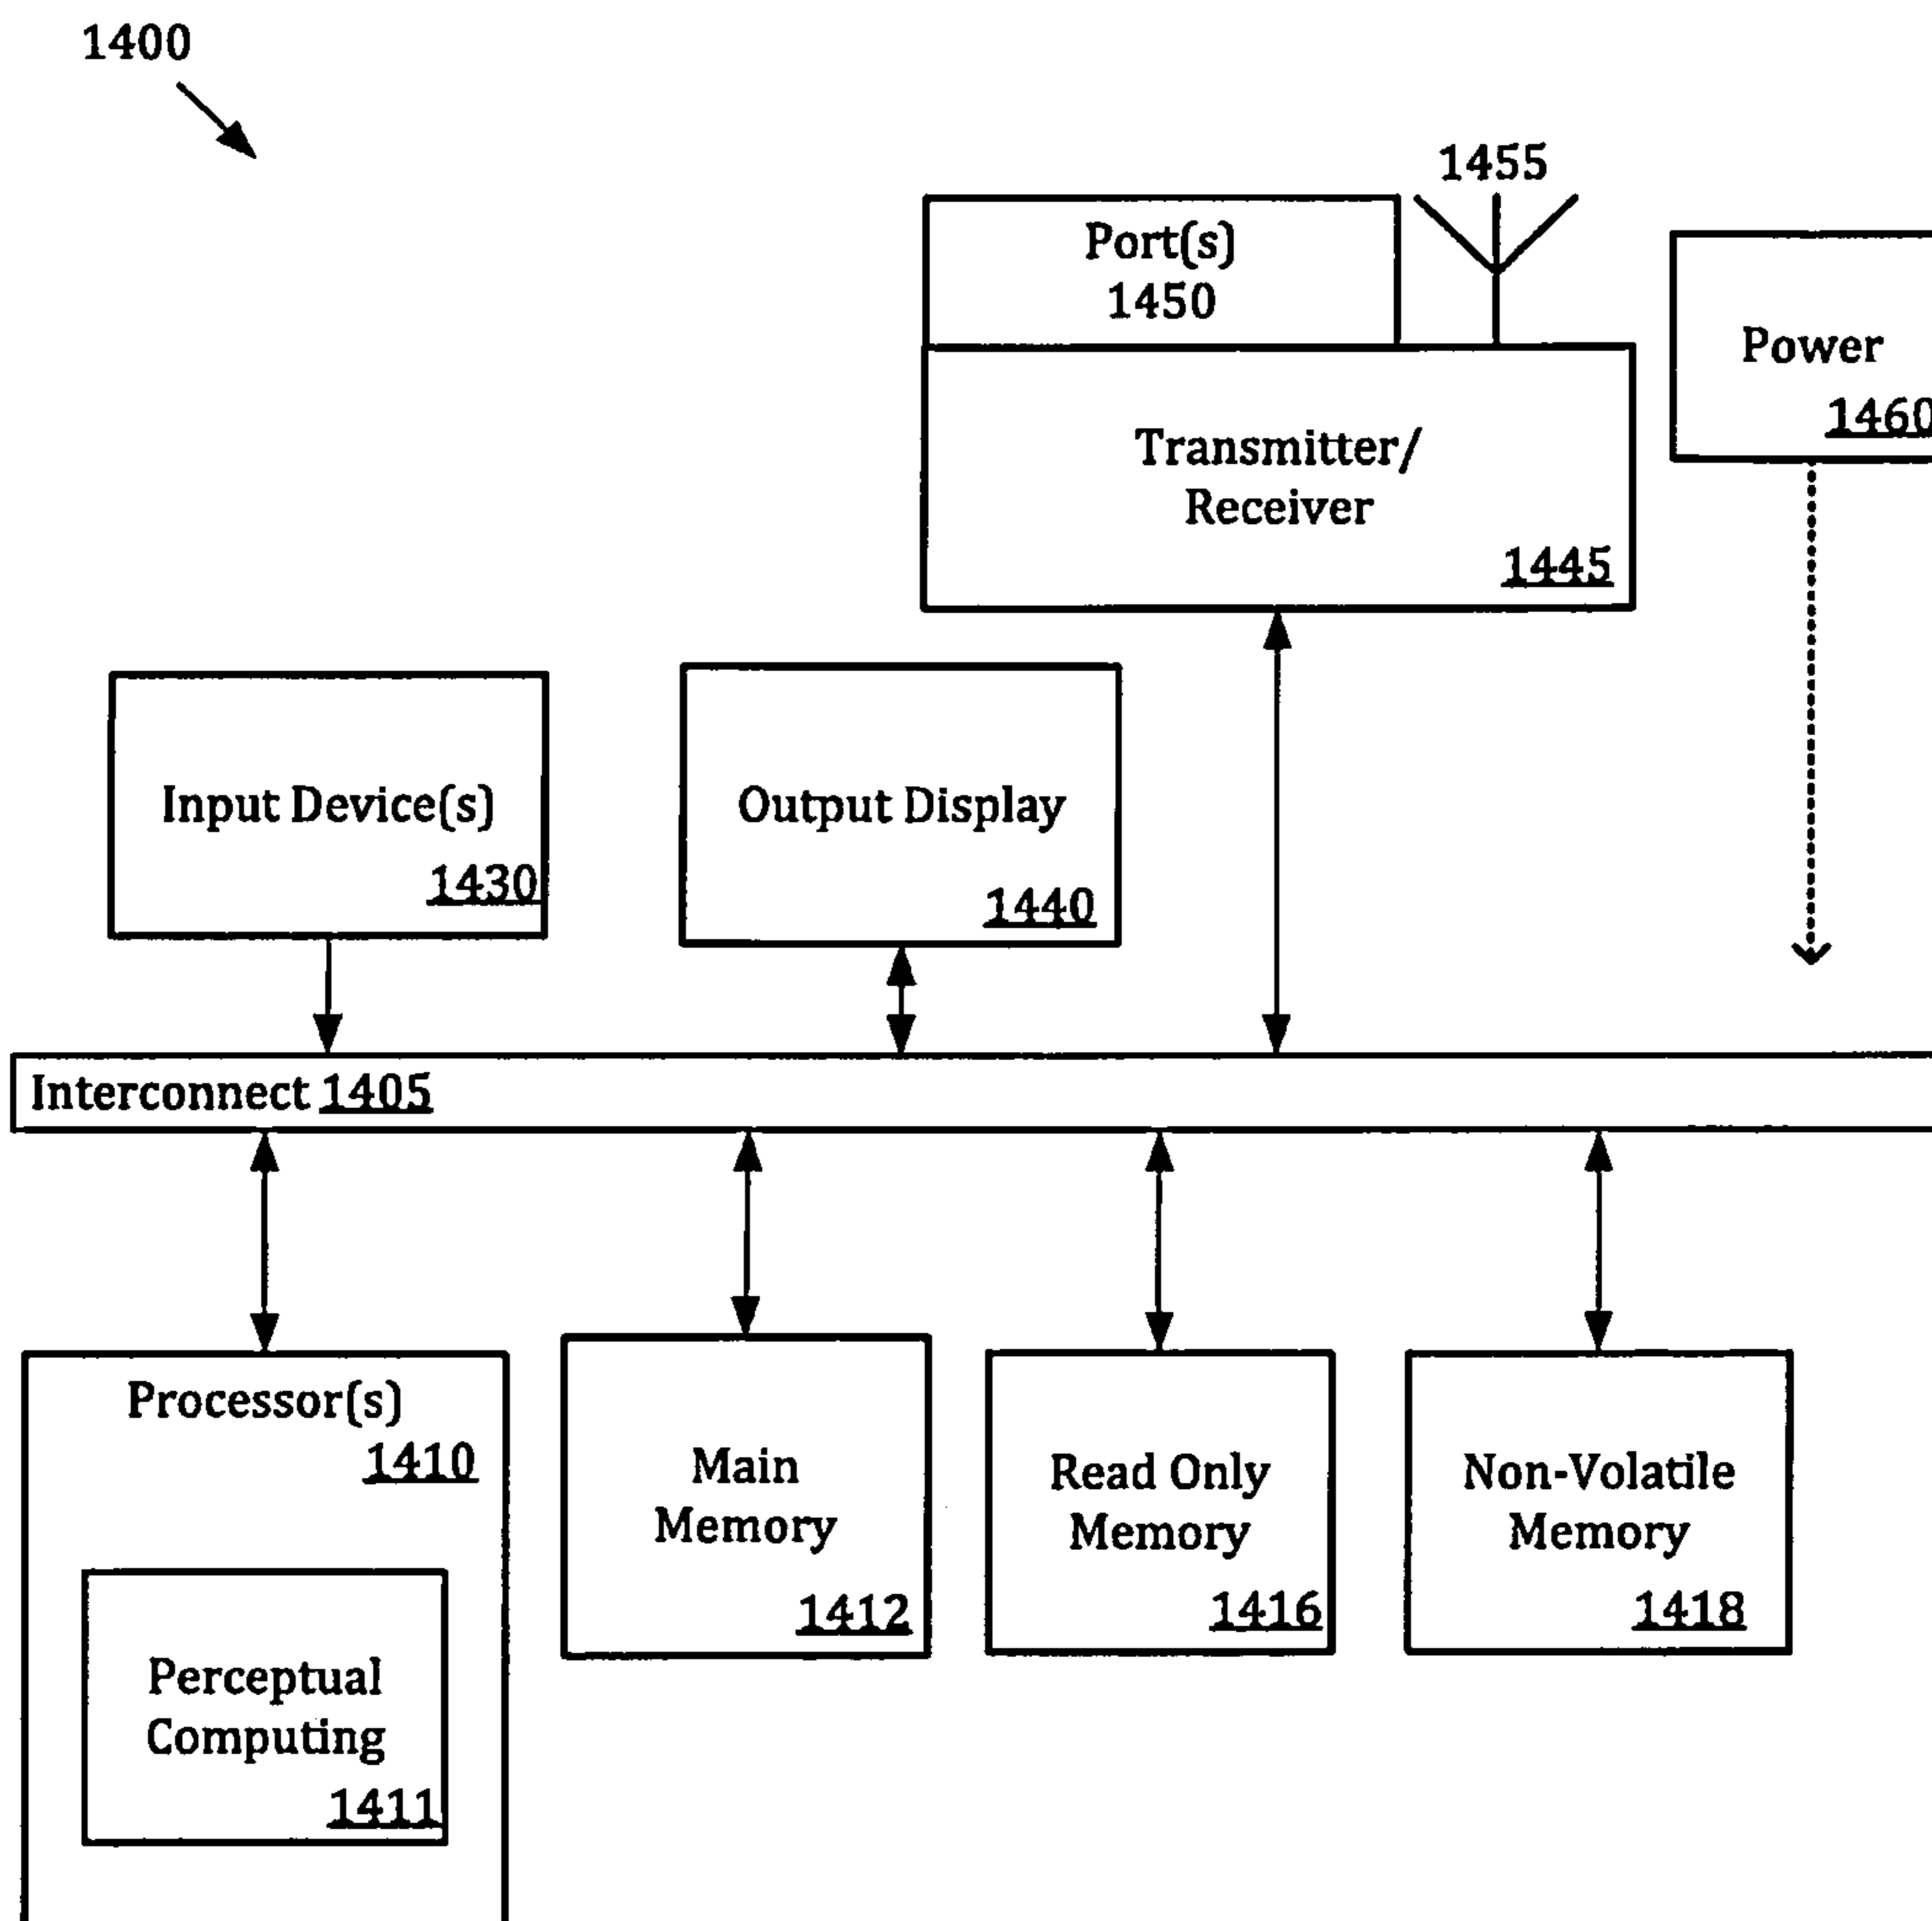 1400
1455
Port(s)
1450
Power
1460
Transmitter/
Receiver
1445
Input Device(s)
1430
Output Display
1440
Interconnect 1405
Processor(s)
1410
Main
Memory
1412
Read Only
Memory
1416
Non-Volatile
Memory
1418
Perceptual
Computing
1411